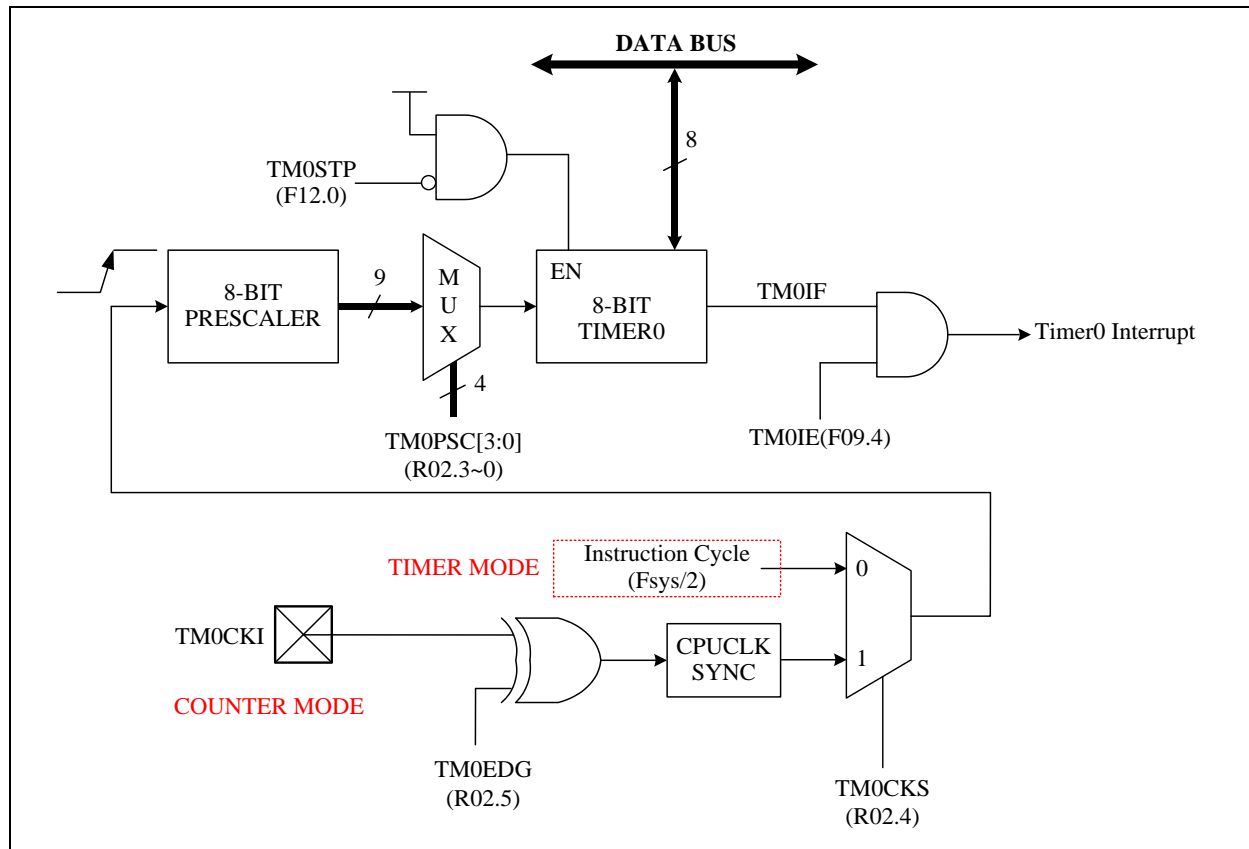 DATA BUS
8
TM0STP
(F12.0)
8-BIT
PRESCALER
9
M
U
X
EN
8-BIT
TIMER0
TM0IF
Timer0 Interrupt
4
TM0PSC[3:0]
(R02.3~0)
TM0IE(F09.4)
TIMER MODE
Instruction Cycle
(Fsys/2)
0
TM0CKI
CPUCLK
SYNC
1
COUNTER MODE
TM0EDG
(R02.5)
TM0CKS
(R02.4)